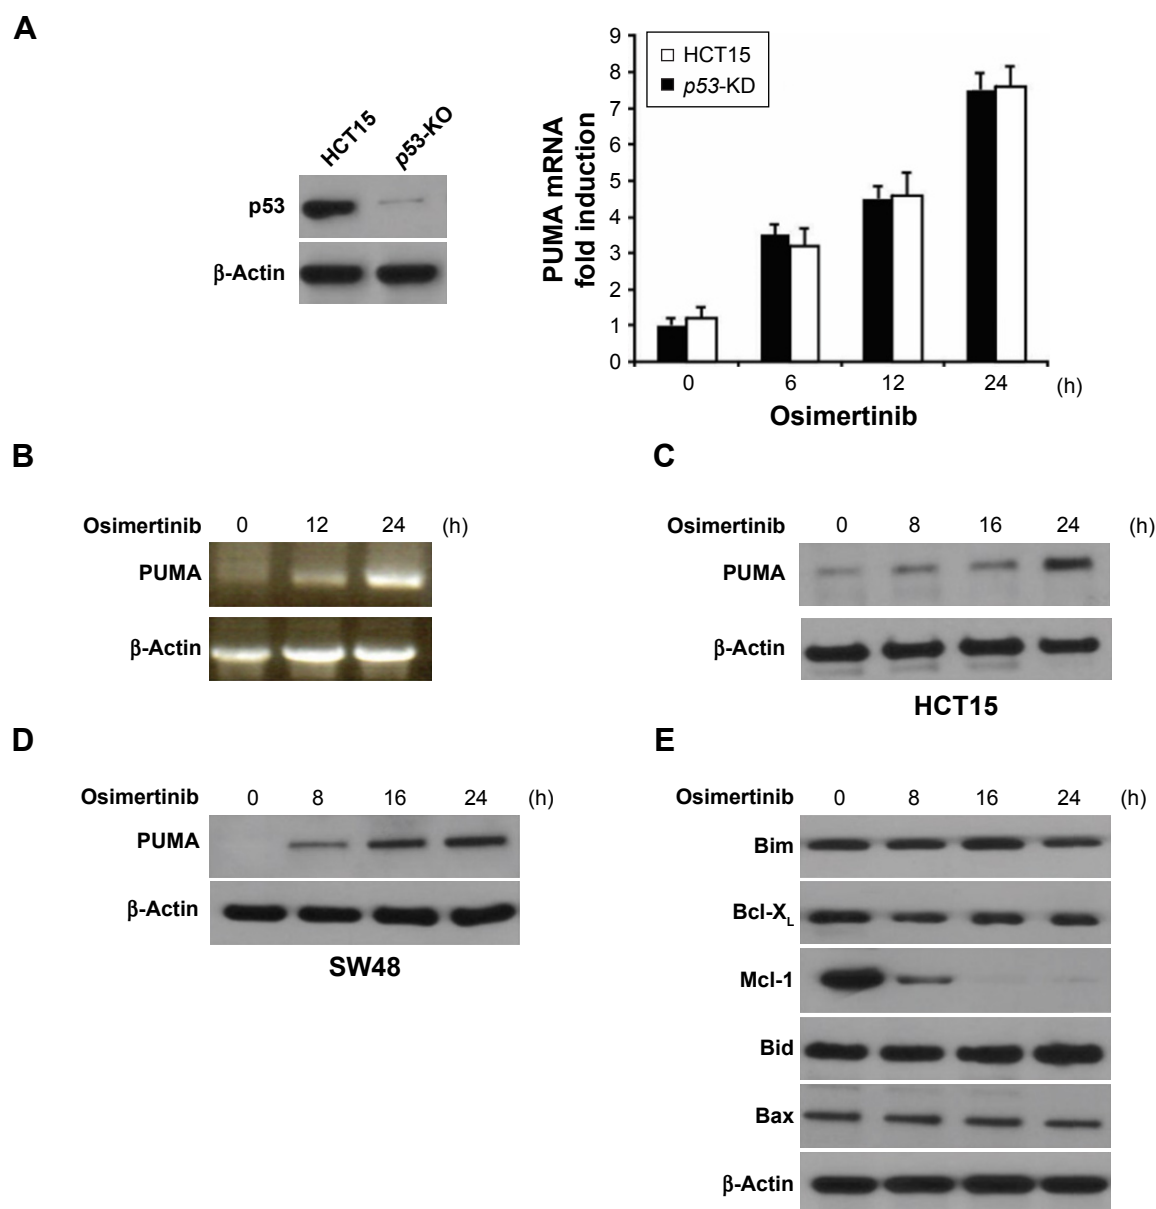 A
HCT15
p53-KO
p53
β-Actin
PUMA mRNA
fold induction
9
8
7
6
5
4
3
2
1
0
HCT15
p53-KD
0 6 12 24 (h)
Osimertinib
B
Osimertinib 0 12 24 (h)
PUMA
β-Actin
C
Osimertinib 0 8 16 24 (h)
PUMA
β-Actin
HCT15
D
Osimertinib 0 8 16 24 (h)
PUMA
β-Actin
SW48
E
Osimertinib 0 8 16 24 (h)
Bim
Bcl-XL
Mcl-1
Bid
Bax
β-Actin